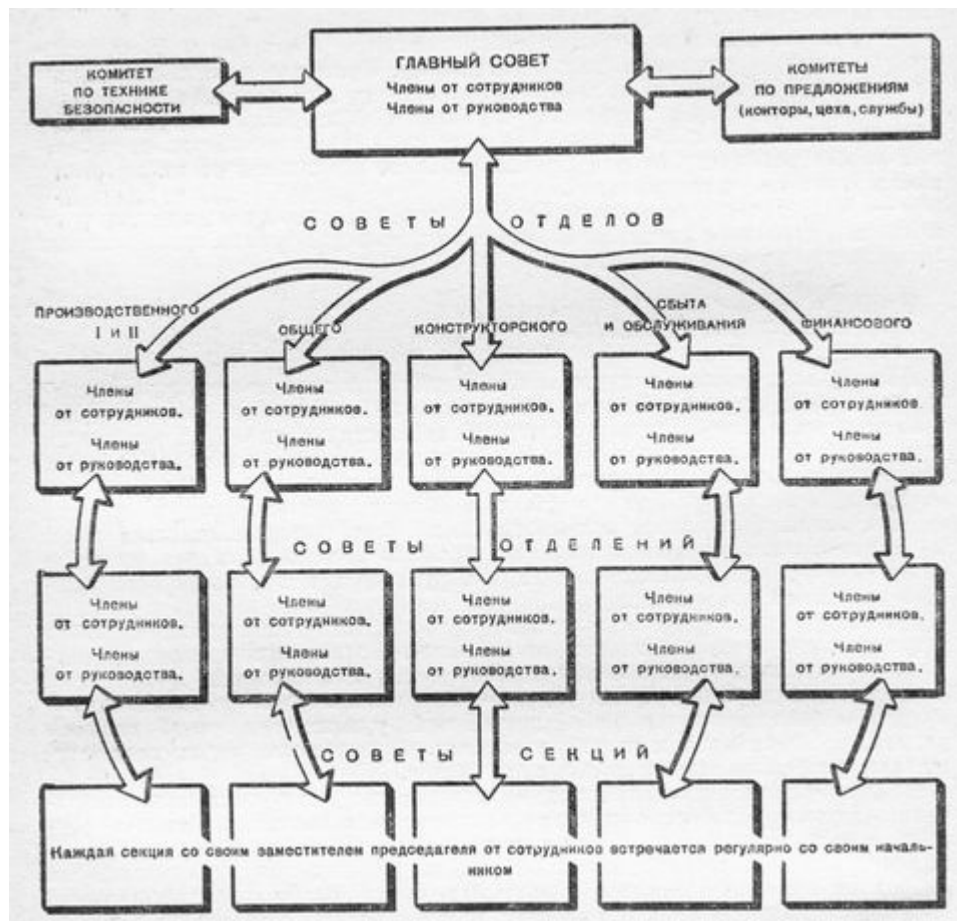 КОМИТЕТ
ПО ТЕХНИКЕ
БЕЗОПАСНОСТИ
ГЛАВНЫЙ СОВЕТ
Члены от сотрудников
Члены от руководства
КОМИТЕТЫ
ПО ПРЕДЛОЖЕНИЯМ
(конторы, цеха, службы)
СОВЕТЫ ОТДЕЛОВ
ПРОИЗВОДСТВЕННОГО
I и II
ОБЩЕГО
КОНСТРУКТОРСКОГО
СБЫТА
И ОБСЛУЖИВАНИЯ
ФИНАНСОВОГО
Члены
от сотрудников.
Члены
от руководства.
Члены
от сотрудников.
Члены
от руководства.
Члены
от сотрудников.
Члены
от руководства.
Члены
от сотрудников.
Члены
от руководства.
Члены
от сотрудников
Члены
от руководства.
СОВЕТЫ ОТДЕЛЕНИЙ
Члены
от сотрудников.
Члены
от руководства.
Члены
от сотрудников.
Члены
от руководства.
Члены
от сотрудников.
Члены
от руководства.
Члены
от сотрудников.
Члены
от руководства.
Члены
от сотрудников.
Члены
от руководства.
СОВЕТЫ СЕКЦИЙ
Каждая секция со своим заместителем председателя от сотрудников встречается регулярно со своим началь-
ником